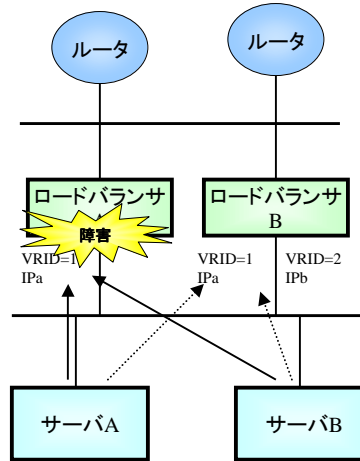 ルータ
ルータ
ロードバランサ
ロードバランサ
B
障害
VRID=1
IPa
VRID=1
IPa
VRID=2
IPb
サーバA
サーバB